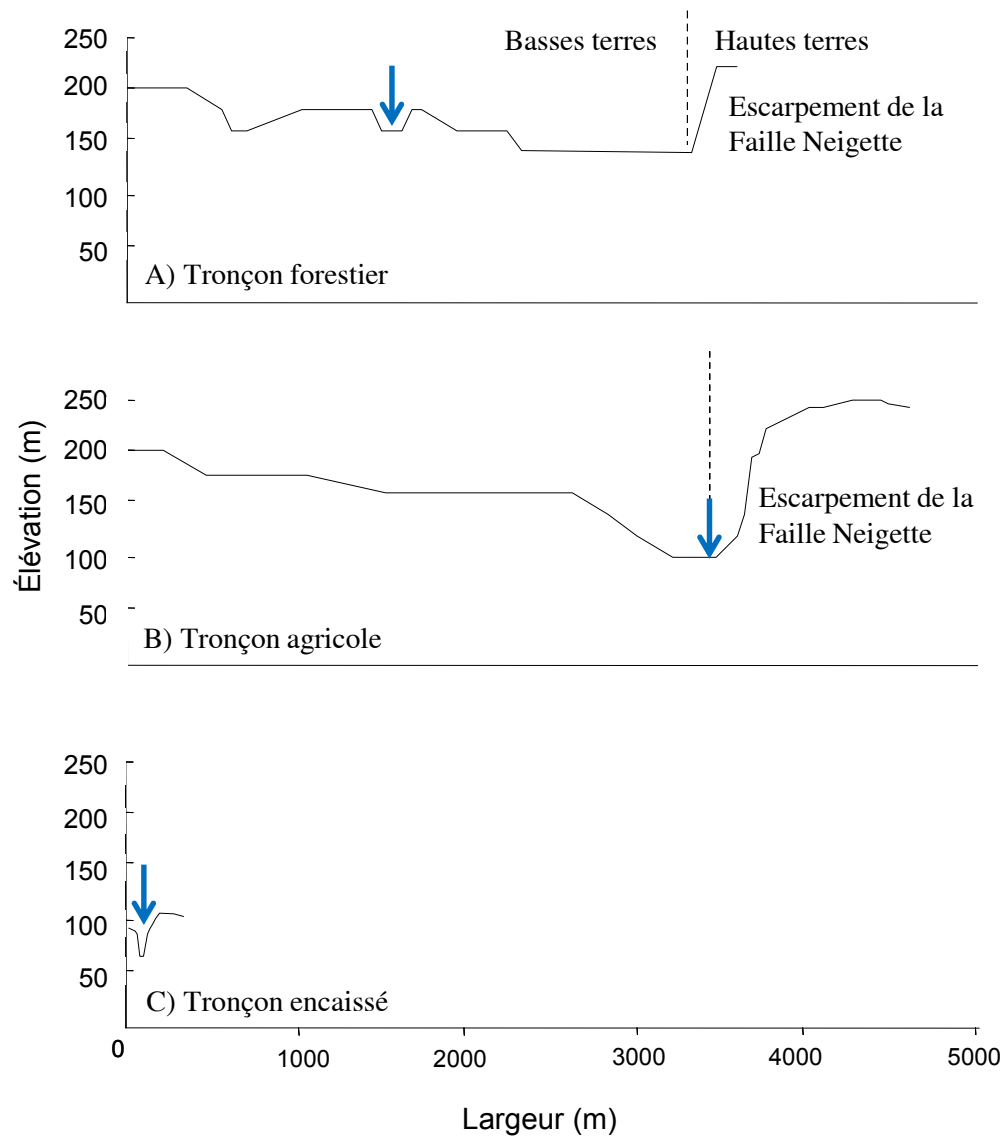 250
Basses terres
Hautes terres
200
Escarpement de la
Faille Neigette
150
100
50
A) Tronçon forestier
Élévation (m)
250
200
150
Escarpement de la
Faille Neigette
100
50
B) Tronçon agricole
250
200
150
100
50
C) Tronçon encaissé
0
1000
2000
3000
4000
5000
Largeur (m)